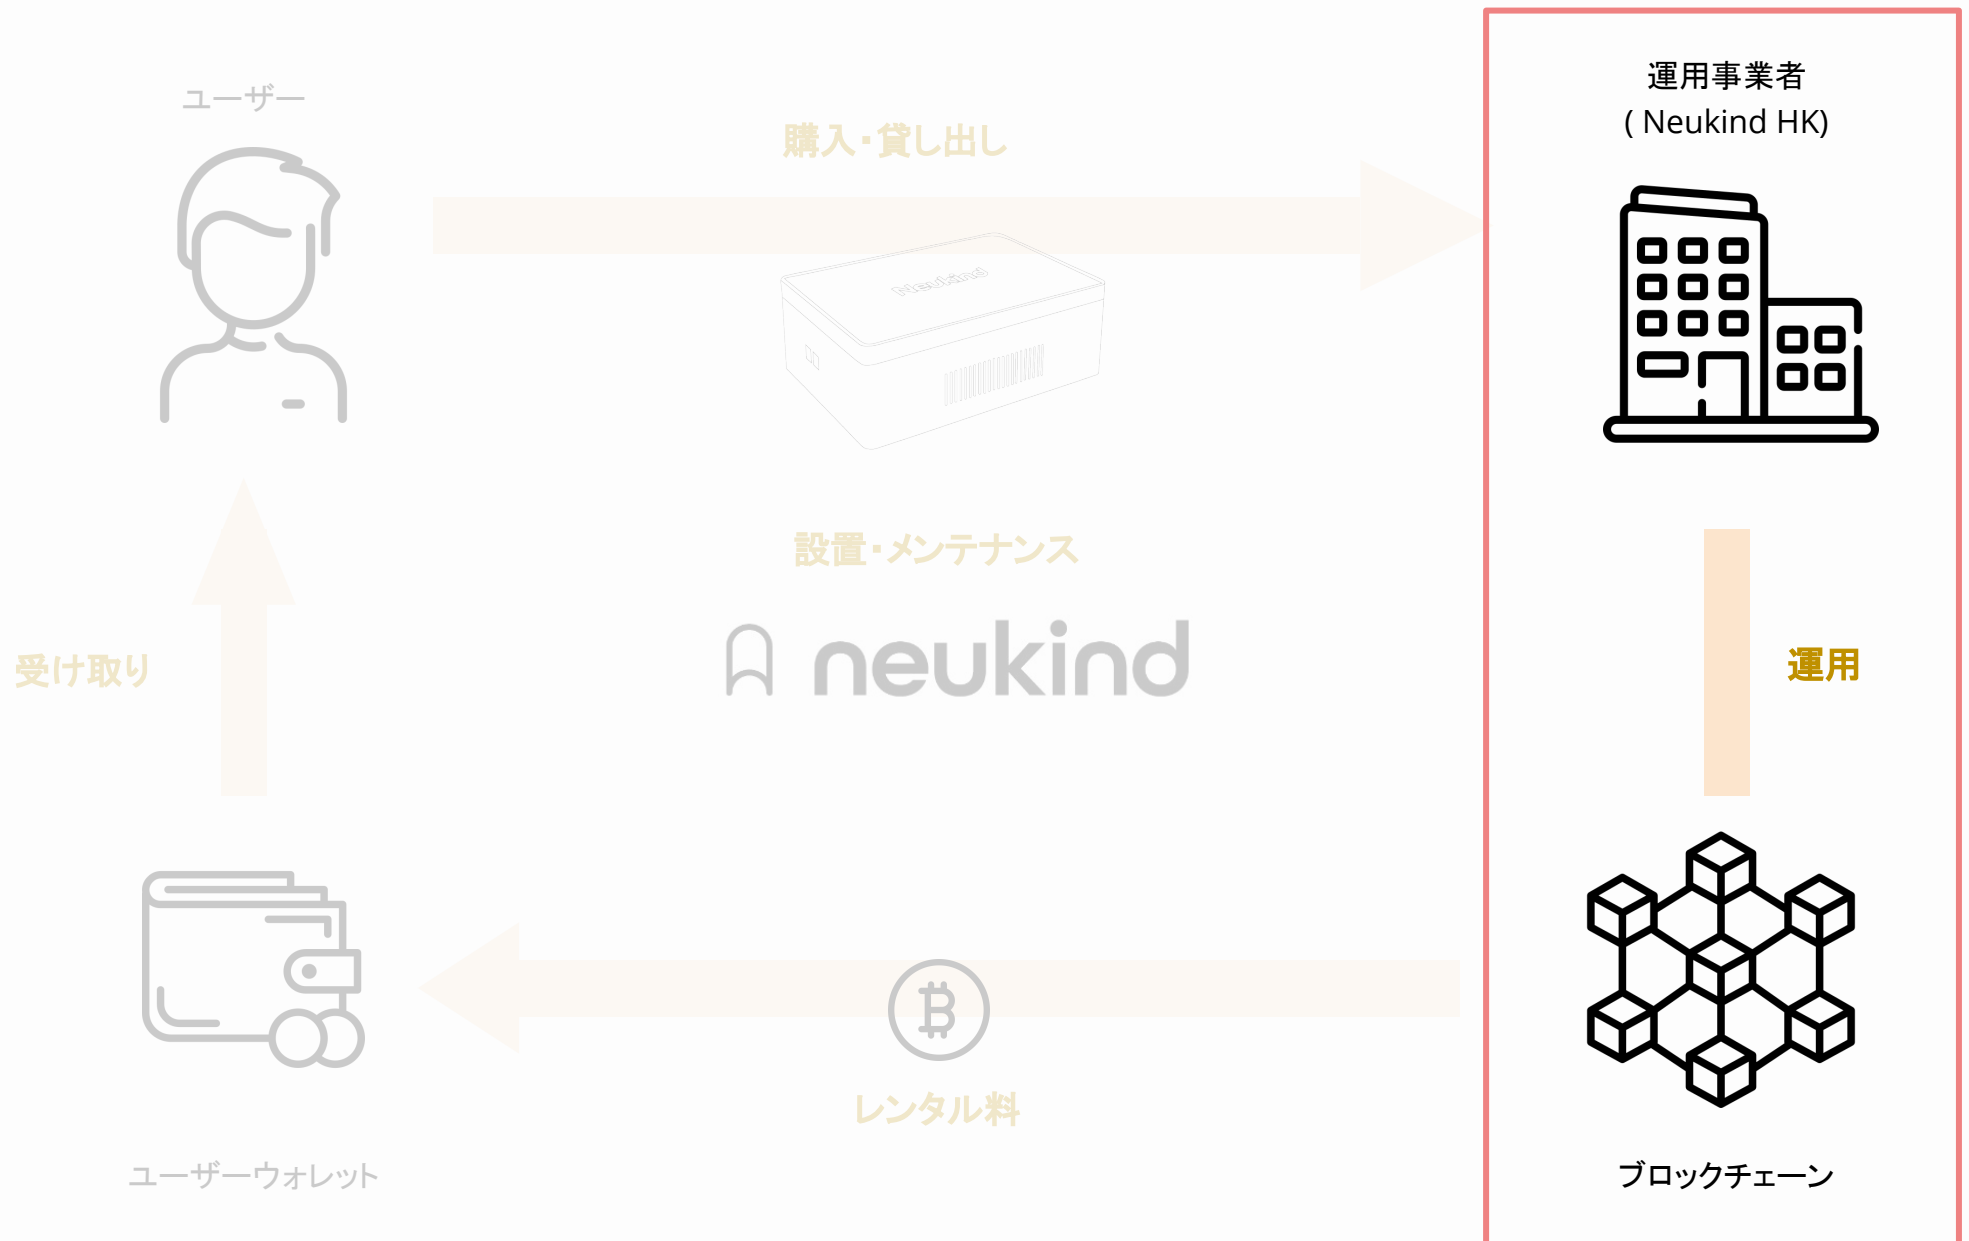 ユーザー
運用事業者
( Neukind HK)
購入・貸し出し
Neukind
設置・メンテナンス
neukind
受け取り
運用
レンタル料
ユーザーウォレット
ブロックチェーン